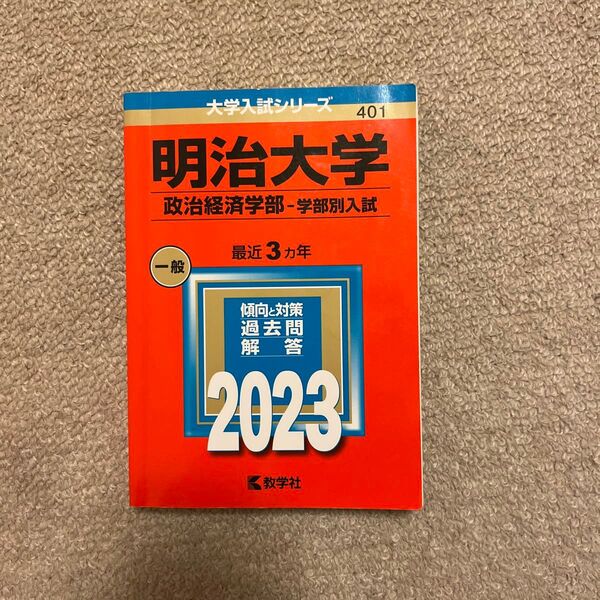 大学入試シリーズ
401
明治大学
政治経済学部-学部別入試
最近3カ年
一般
傾向と対策
過去問
解答
2023
教学社